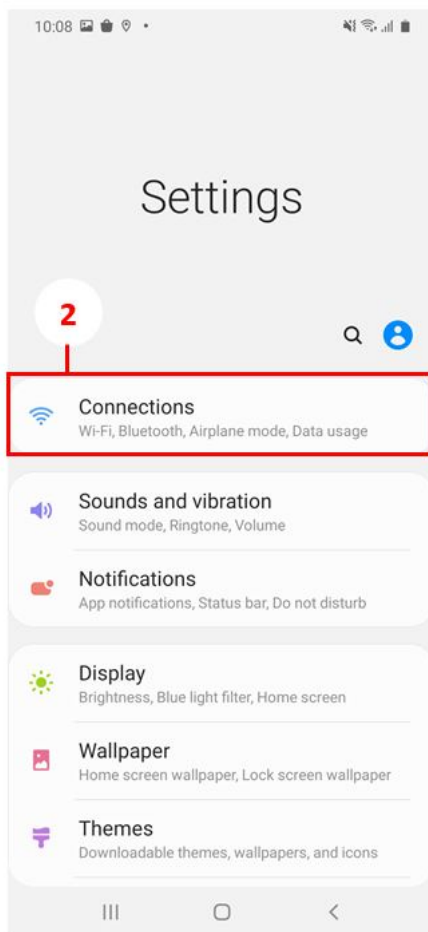 10:08
Settings
2
Connections
Wi-Fi, Bluetooth, Airplane mode, Data usage
Sounds and vibration
Sound mode, Ringtone, Volume
Notifications
App notifications, Status bar, Do not disturb
Display
Brightness, Blue light filter, Home screen
Wallpaper
Home screen wallpaper, Lock screen wallpaper
Themes
Downloadable themes, wallpapers, and icons